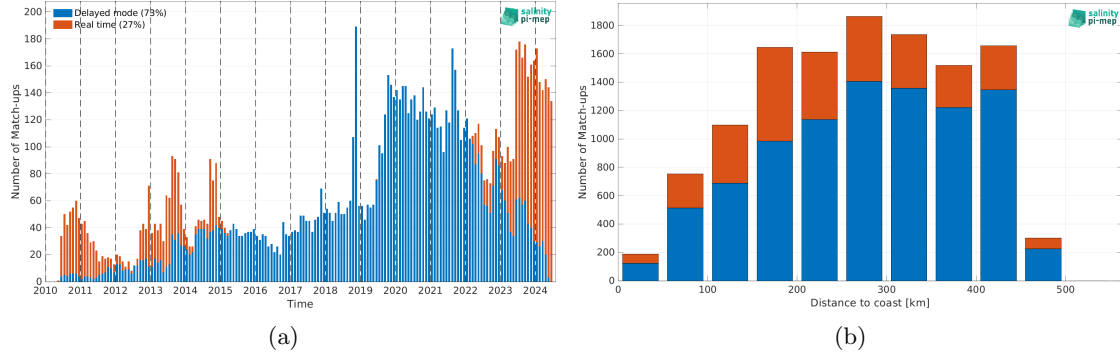 Delayed mode (73%)
Real time (27%)
salinity
pi-mep
Number of Match-ups
200
180
160
140
120
100
80
60
40
20
0
2010 2011 2012 2013 2014 2015 2016 2017 2018 2019 2020 2021 2022 2023 2024
Time
(a)
salinity
pi-mep
Number of Match-ups
1800
1600
1400
1200
1000
800
600
400
200
0
0 100 200 300 400 500
Distance to coast [km]
(b)